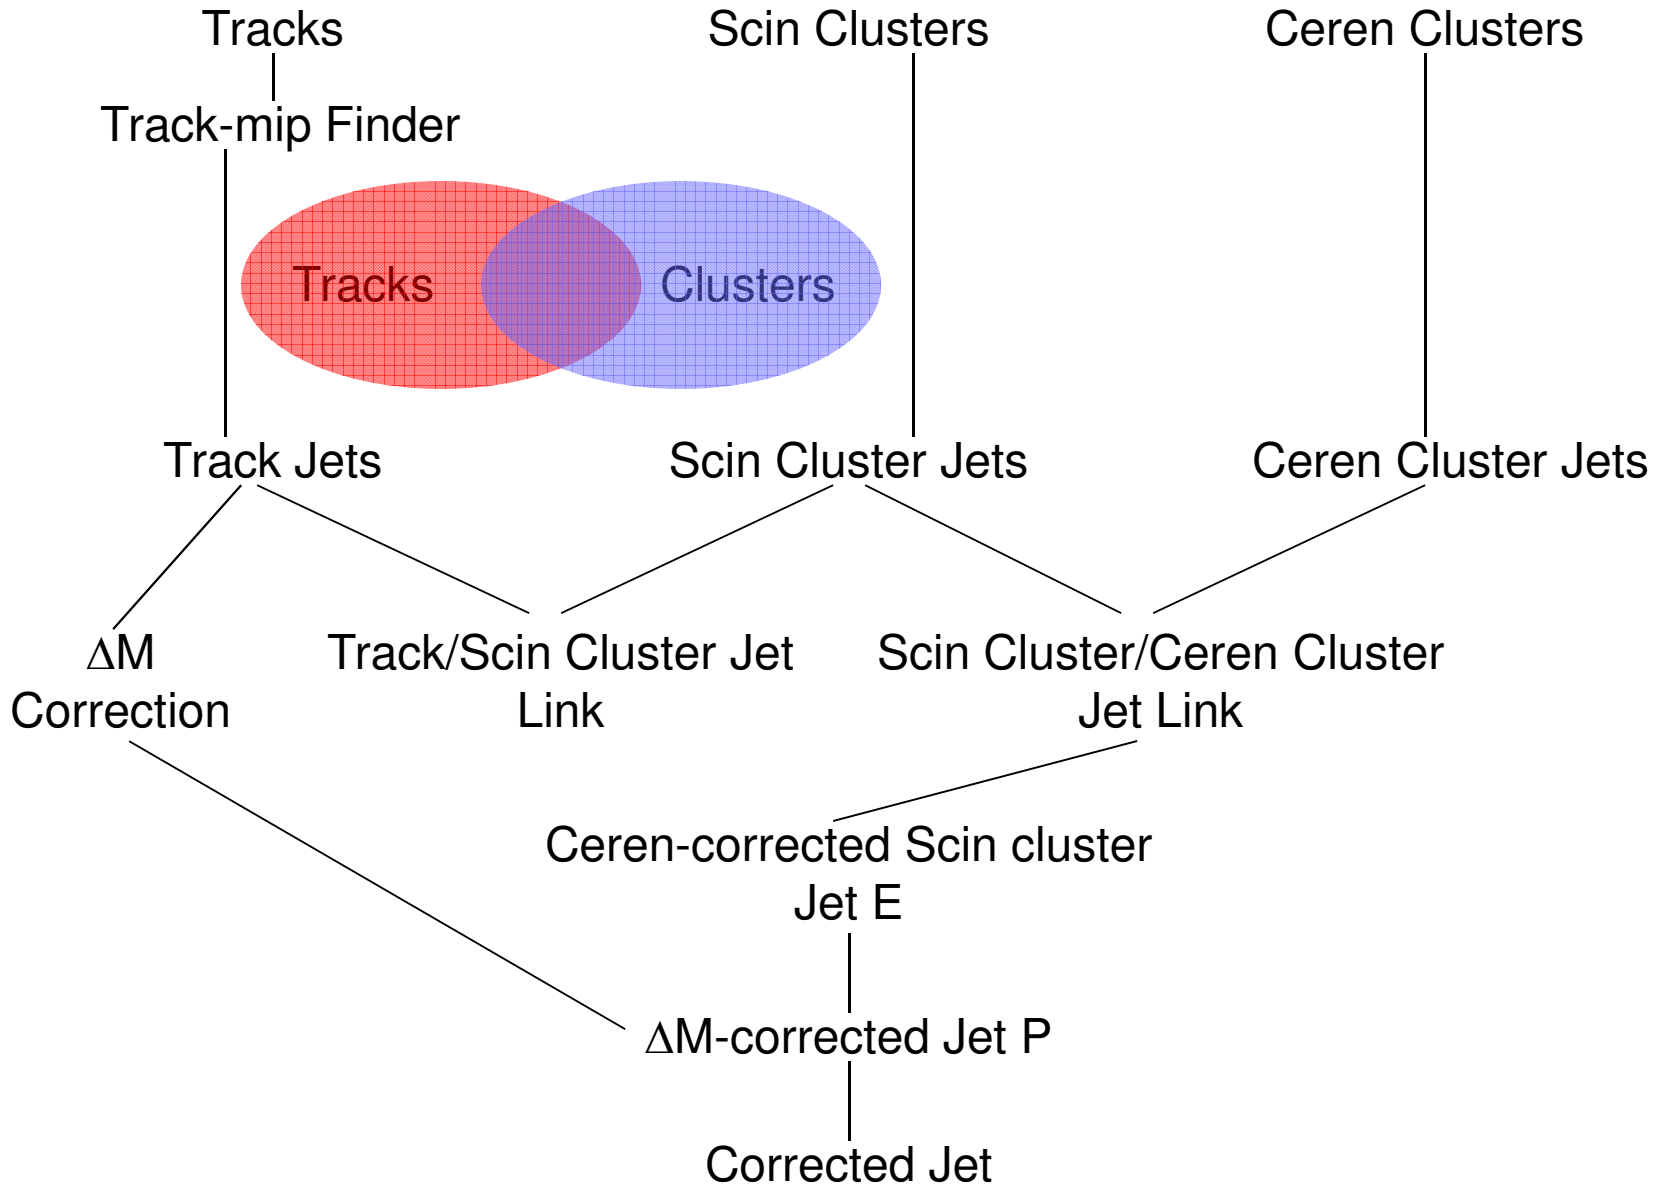 Tracks
Scin Clusters
Ceren Clusters
Track-mip Finder
Tracks
Clusters
Track Jets
Scin Cluster Jets
Ceren Cluster Jets
ΔM
Correction
Track/Scin Cluster Jet
Link
Scin Cluster/Ceren Cluster
Jet Link
Ceren-corrected Scin cluster
Jet E
ΔM-corrected Jet P
Corrected Jet